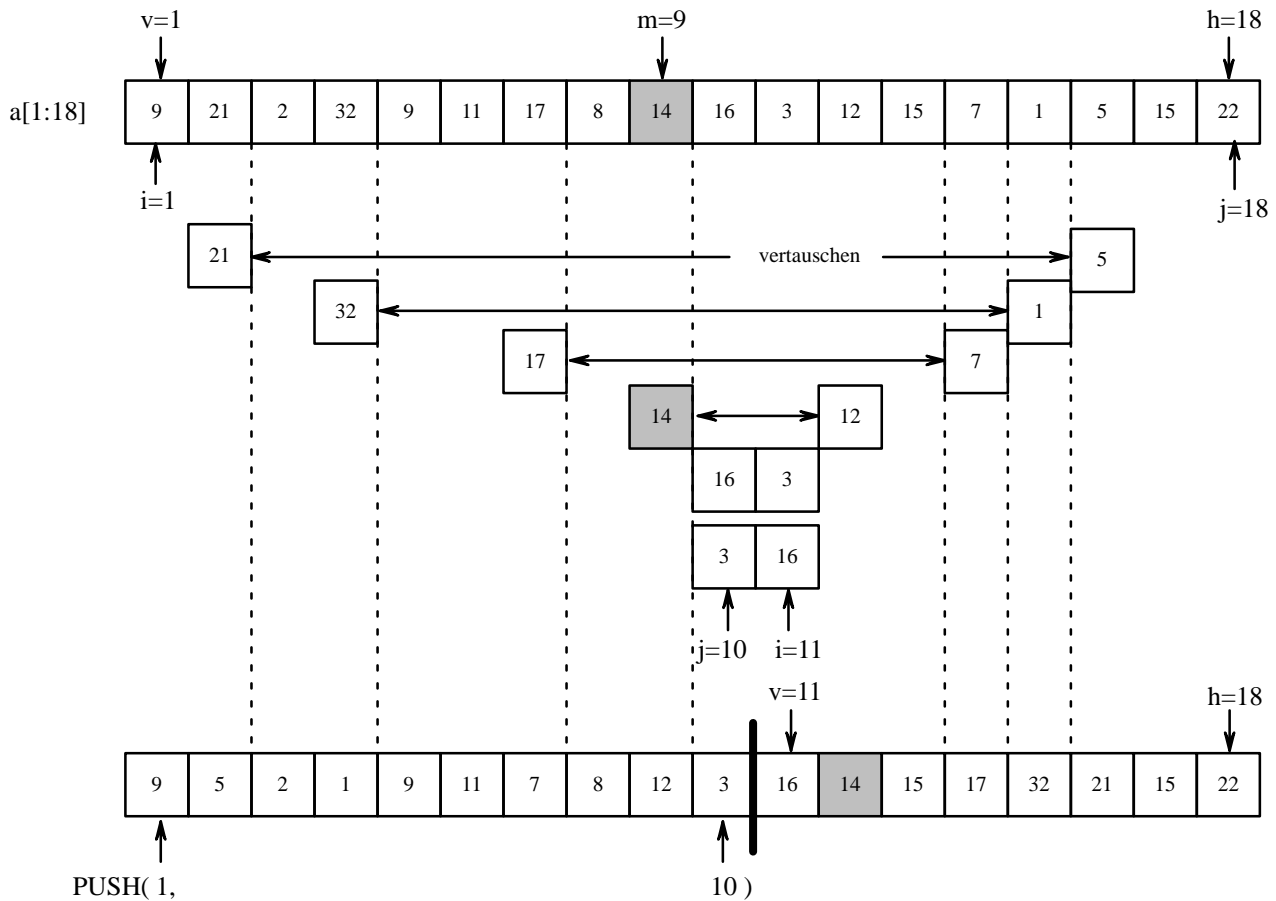 v=1 m=9 h=18
a[1:18] 9 21 2 32 9 11 17 8 14 16 3 12 15 7 1 5 15 22
i=1 j=18
21 vertauschen 5
32 1
17 7
14 12
16 3
3 16
j=10 i=11
v=11 h=18
9 5 2 1 9 11 7 8 12 3 16 14 15 17 32 21 15 22
PUSH( 1, 10 )